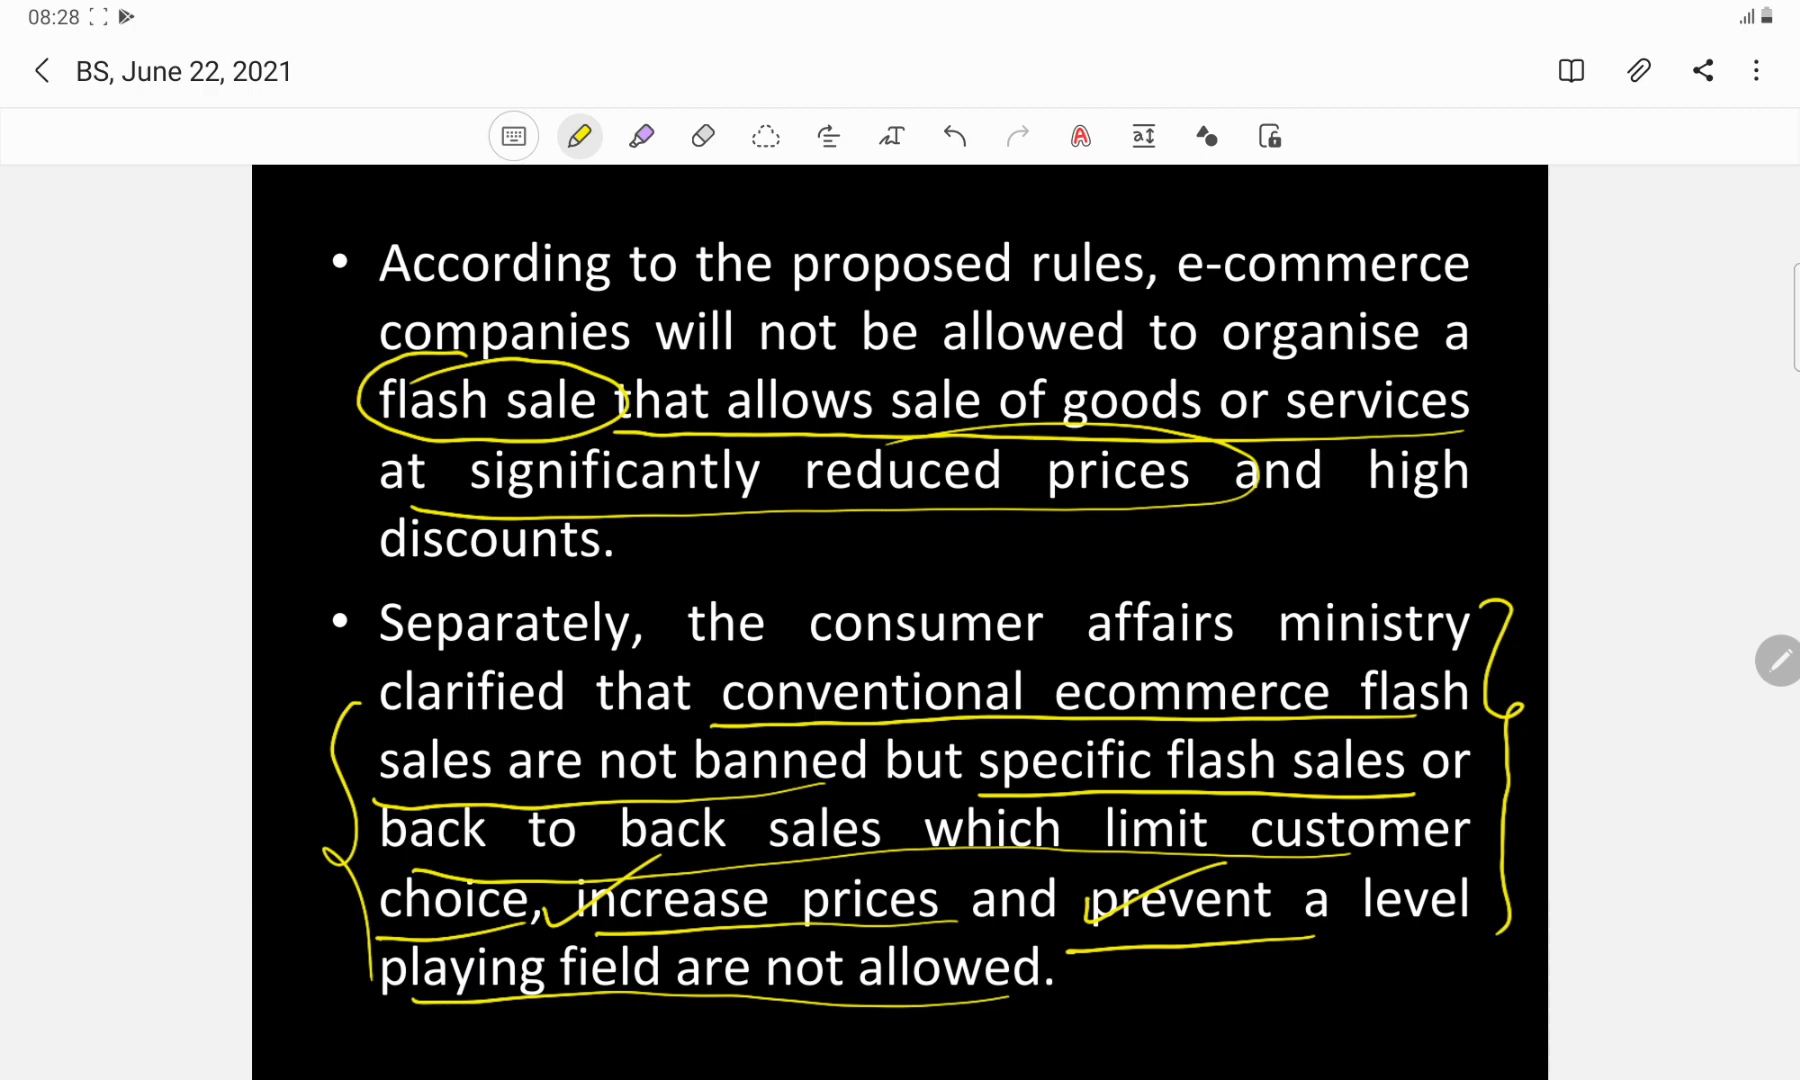 08:28
BS, June 22, 2021
• According to the proposed rules, e-commerce
companies will not be allowed to organise a
flash sale that allows sale of goods or services
at significantly reduced prices and high
discounts.
• Separately, the consumer affairs ministry
clarified that conventional ecommerce flash
sales are not banned but specific flash sales or
back to back sales which limit customer
choice, increase prices and prevent a level
playing field are not allowed.